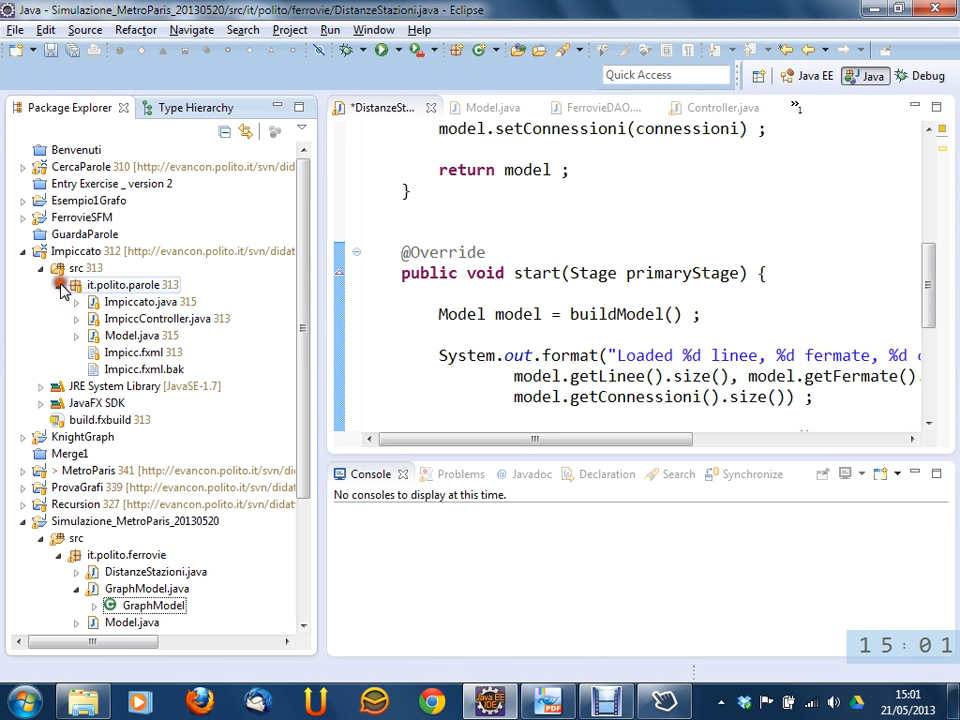 Java - Simulazione_MetroParis_20130520/src/it/polito/ferrovie/DistanzeStazioni.java - Eclipse
File Edit Source Refactor Navigate Search Project Run Window Help
Quick Access
Java EE
Java
Debug
Package Explorer
Type Hierarchy
*DistanzeSt...
Model.java
FerrovieDAO....
Controller.java
»1
Benvenuti
CercaParole 310 [http://evancon.polito.it/svn/did
Entry Exercise _ version 2
Esempio1Grafo
FerrovieSFM
GuardaParole
Impiccato 312 [http://evancon.polito.it/svn/didat
src 313
it.polito.parole 313
Impiccato.java 315
ImpiccController.java 313
Model.java 315
Impicc.fxml 313
Impicc.fxml.bak
JRE System Library [JavaSE-1.7]
JavaFX SDK
build.fxbuild 313
KnightGraph
Merge1
> MetroParis 341 [http://evancon.polito.it/svn/di
ProvaGrafi 339 [http://evancon.polito.it/svn/didat
Recursion 327 [http://evancon.polito.it/svn/didat
Simulazione_MetroParis_20130520
src
it.polito.ferrovie
DistanzeStazioni.java
GraphModel.java
GraphModel
Model.java
model.setConnessioni(connessioni) ;
return model ;
}
@Override
public void start(Stage primaryStage) {
Model model = buildModel() ;
System.out.format("Loaded %d linee, %d fermate, %d c
model.getLinee().size(), model.getFermate().
model.getConnessioni().size()) ;
Console
Problems
Javadoc
Declaration
Search
Synchronize
No consoles to display at this time.
15:01
15:01
21/05/2013